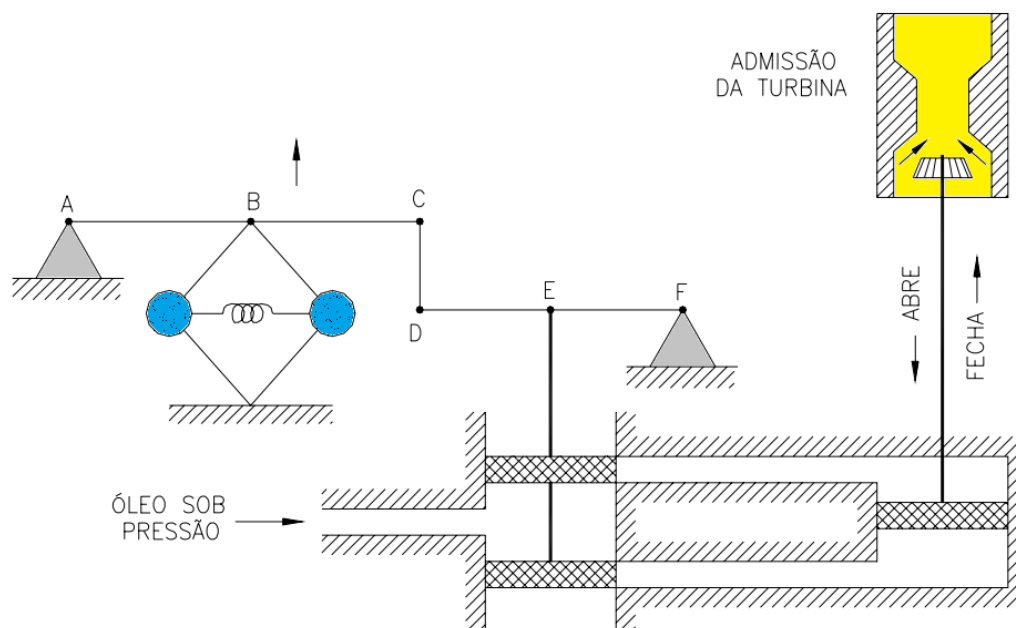 ADMISSÃO
DA TURBINA
A
B
C
D
E
F
ABRE
FECHA
ÓLEO SOB
PRESSÃO